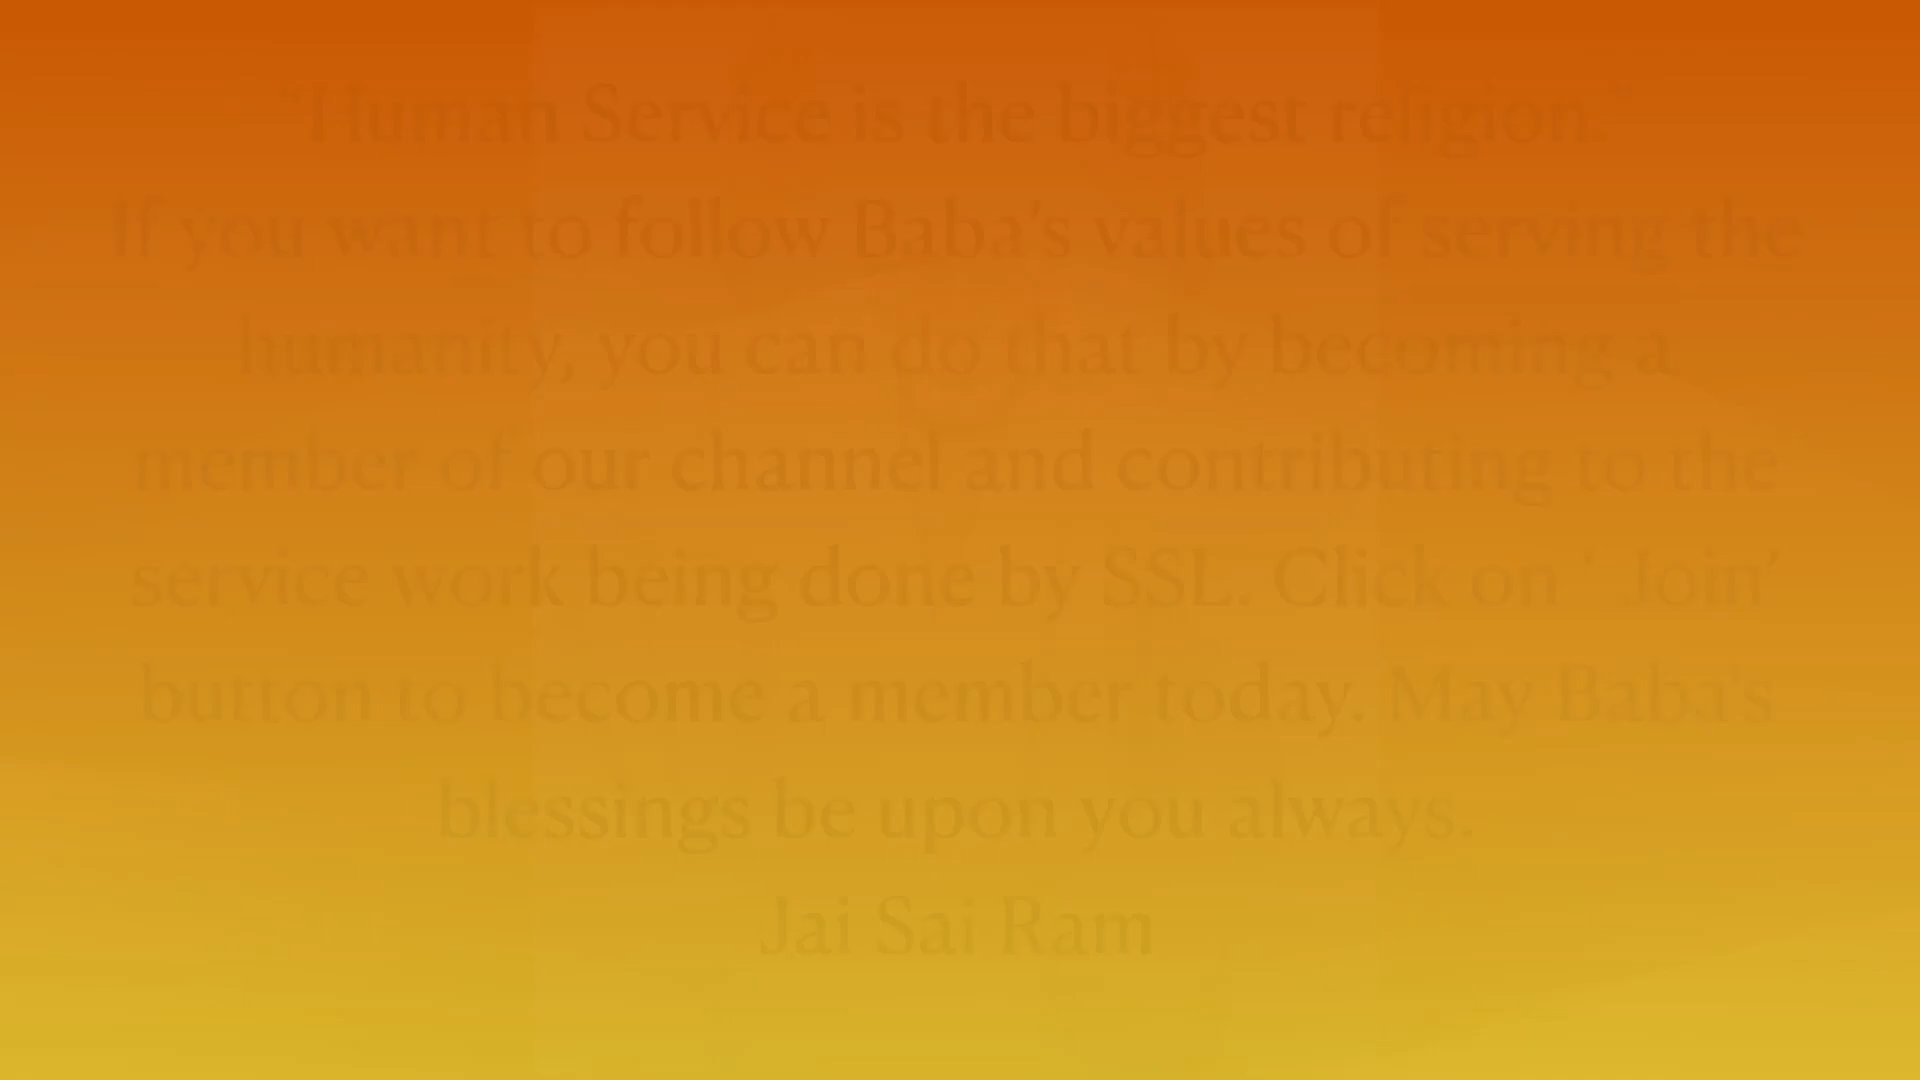 "Human Service is the biggest religion."
If you want to follow Baba's values of serving the
humanity, you can do that by becoming a
member of our channel and contributing to the
service work being done by SSL. Click on ‘ Join’
button to become a member today. May Baba's
blessings be upon you always.
Jai Sai Ram